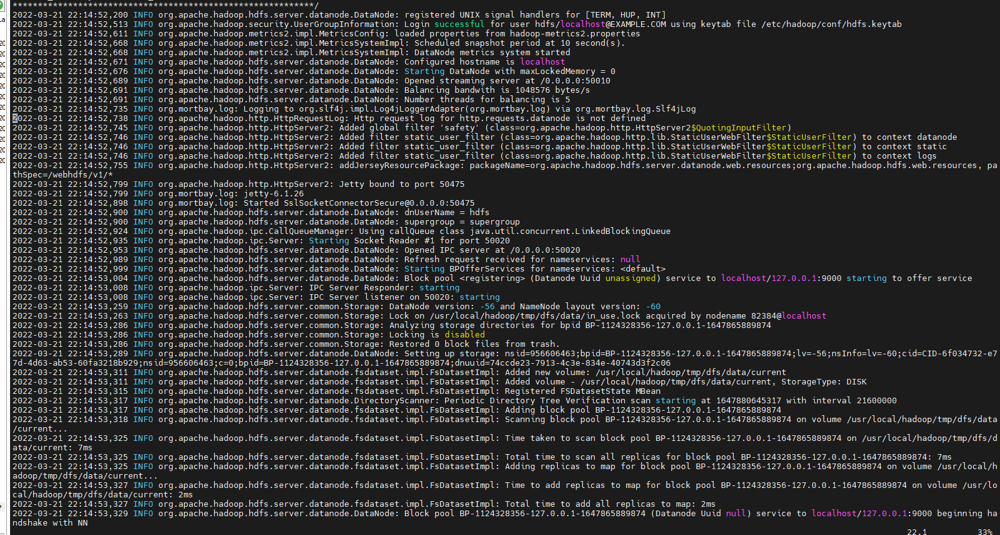 ************************************************************/
2022-03-21 22:14:52,200 INFO org.apache.hadoop.hdfs.server.datanode.DataNode: registered UNIX signal handlers for [TERM, HUP, INT]
2022-03-21 22:14:52,513 INFO org.apache.hadoop.security.UserGroupInformation: Login successful for user hdfs/localhost@EXAMPLE.COM using keytab file /etc/hadoop/conf/hdfs.keytab
2022-03-21 22:14:52,611 INFO org.apache.hadoop.metrics2.impl.MetricsConfig: loaded properties from hadoop-metrics2.properties
2022-03-21 22:14:52,668 INFO org.apache.hadoop.metrics2.impl.MetricsSystemImpl: Scheduled snapshot period at 10 second(s).
2022-03-21 22:14:52,668 INFO org.apache.hadoop.metrics2.impl.MetricsSystemImpl: DataNode metrics system started
2022-03-21 22:14:52,671 INFO org.apache.hadoop.hdfs.server.datanode.DataNode: Configured hostname is localhost
2022-03-21 22:14:52,676 INFO org.apache.hadoop.hdfs.server.datanode.DataNode: Starting DataNode with maxLockedMemory = 0
2022-03-21 22:14:52,689 INFO org.apache.hadoop.hdfs.server.datanode.DataNode: Opened streaming server at /0.0.0.0:50010
2022-03-21 22:14:52,691 INFO org.apache.hadoop.hdfs.server.datanode.DataNode: Balancing bandwith is 1048576 bytes/s
2022-03-21 22:14:52,691 INFO org.apache.hadoop.hdfs.server.datanode.DataNode: Number threads for balancing is 5
2022-03-21 22:14:52,735 INFO org.mortbay.log: Logging to org.slf4j.impl.Log4jLoggerAdapter(org.mortbay.log) via org.mortbay.log.Slf4jLog
2022-03-21 22:14:52,738 INFO org.apache.hadoop.http.HttpRequestLog: Http request log for http.requests.datanode is not defined
2022-03-21 22:14:52,745 INFO org.apache.hadoop.http.HttpServer2: Added global filter 'safety' (class=org.apache.hadoop.http.HttpServer2$QuotingInputFilter)
2022-03-21 22:14:52,746 INFO org.apache.hadoop.http.HttpServer2: Added filter static_user_filter (class=org.apache.hadoop.http.lib.StaticUserWebFilter$StaticUserFilter) to context datanode
2022-03-21 22:14:52,746 INFO org.apache.hadoop.http.HttpServer2: Added filter static_user_filter (class=org.apache.hadoop.http.lib.StaticUserWebFilter$StaticUserFilter) to context static
2022-03-21 22:14:52,746 INFO org.apache.hadoop.http.HttpServer2: Added filter static_user_filter (class=org.apache.hadoop.http.lib.StaticUserWebFilter$StaticUserFilter) to context logs
2022-03-21 22:14:52,755 INFO org.apache.hadoop.http.HttpServer2: addJerseyResourcePackage: packageName=org.apache.hadoop.hdfs.server.datanode.web.resources;org.apache.hadoop.hdfs.web.resources, pa
thSpec=/webhdfs/v1/*
2022-03-21 22:14:52,799 INFO org.apache.hadoop.http.HttpServer2: Jetty bound to port 50475
2022-03-21 22:14:52,799 INFO org.mortbay.log: jetty-6.1.26
2022-03-21 22:14:52,898 INFO org.mortbay.log: Started SslSocketConnectorSecure@0.0.0.0:50475
2022-03-21 22:14:52,900 INFO org.apache.hadoop.hdfs.server.datanode.DataNode: dnUserName = hdfs
2022-03-21 22:14:52,900 INFO org.apache.hadoop.hdfs.server.datanode.DataNode: supergroup = supergroup
2022-03-21 22:14:52,924 INFO org.apache.hadoop.ipc.CallQueueManager: Using callQueue class java.util.concurrent.LinkedBlockingQueue
2022-03-21 22:14:52,935 INFO org.apache.hadoop.ipc.Server: Starting Socket Reader #1 for port 50020
2022-03-21 22:14:52,953 INFO org.apache.hadoop.hdfs.server.datanode.DataNode: Opened IPC server at /0.0.0.0:50020
2022-03-21 22:14:52,989 INFO org.apache.hadoop.hdfs.server.datanode.DataNode: Refresh request received for nameservices: null
2022-03-21 22:14:52,999 INFO org.apache.hadoop.hdfs.server.datanode.DataNode: Starting BPOfferServices for nameservices: <default>
2022-03-21 22:14:53,004 INFO org.apache.hadoop.hdfs.server.datanode.DataNode: Block pool <registering> (Datanode Uuid unassigned) service to localhost/127.0.0.1:9000 starting to offer service
2022-03-21 22:14:53,008 INFO org.apache.hadoop.ipc.Server: IPC Server Responder: starting
2022-03-21 22:14:53,008 INFO org.apache.hadoop.ipc.Server: IPC Server listener on 50020: starting
2022-03-21 22:14:53,259 INFO org.apache.hadoop.hdfs.server.common.Storage: DataNode version: -56 and NameNode layout version: -60
2022-03-21 22:14:53,263 INFO org.apache.hadoop.hdfs.server.common.Storage: Lock on /usr/local/hadoop/tmp/dfs/data/in_use.lock acquired by nodename 82384@localhost
2022-03-21 22:14:53,286 INFO org.apache.hadoop.hdfs.server.common.Storage: Analyzing storage directories for bpid BP-1124328356-127.0.0.1-1647865889874
2022-03-21 22:14:53,286 INFO org.apache.hadoop.hdfs.server.common.Storage: Locking is disabled
2022-03-21 22:14:53,286 INFO org.apache.hadoop.hdfs.server.common.Storage: Restored 0 block files from trash.
2022-03-21 22:14:53,289 INFO org.apache.hadoop.hdfs.server.datanode.DataNode: Setting up storage: nsid=956606463;bpid=BP-1124328356-127.0.0.1-1647865889874;lv=-56;nsInfo=lv=-60;cid=CID-6f034732-e7
7d-4d63-ab53-60fa3218b929;nsid=956606463;c=0;bpid=BP-1124328356-127.0.0.1-1647865889874;dnuuid=74ccde23-7913-4c3e-834e-40743d3f2c06
2022-03-21 22:14:53,311 INFO org.apache.hadoop.hdfs.server.datanode.fsdataset.impl.FsDatasetImpl: Added new volume: /usr/local/hadoop/tmp/dfs/data/current
2022-03-21 22:14:53,311 INFO org.apache.hadoop.hdfs.server.datanode.fsdataset.impl.FsDatasetImpl: Added volume - /usr/local/hadoop/tmp/dfs/data/current, StorageType: DISK
2022-03-21 22:14:53,315 INFO org.apache.hadoop.hdfs.server.datanode.fsdataset.impl.FsDatasetImpl: Registered FSDatasetState MBean
2022-03-21 22:14:53,317 INFO org.apache.hadoop.hdfs.server.datanode.DirectoryScanner: Periodic Directory Tree Verification scan starting at 1647880645317 with interval 21600000
2022-03-21 22:14:53,317 INFO org.apache.hadoop.hdfs.server.datanode.fsdataset.impl.FsDatasetImpl: Adding block pool BP-1124328356-127.0.0.1-1647865889874
2022-03-21 22:14:53,318 INFO org.apache.hadoop.hdfs.server.datanode.fsdataset.impl.FsDatasetImpl: Scanning block pool BP-1124328356-127.0.0.1-1647865889874 on volume /usr/local/hadoop/tmp/dfs/data
/current...
2022-03-21 22:14:53,325 INFO org.apache.hadoop.hdfs.server.datanode.fsdataset.impl.FsDatasetImpl: Time taken to scan block pool BP-1124328356-127.0.0.1-1647865889874 on /usr/local/hadoop/tmp/dfs/d
ata/current: 7ms
2022-03-21 22:14:53,325 INFO org.apache.hadoop.hdfs.server.datanode.fsdataset.impl.FsDatasetImpl: Total time to scan all replicas for block pool BP-1124328356-127.0.0.1-1647865889874: 7ms
2022-03-21 22:14:53,325 INFO org.apache.hadoop.hdfs.server.datanode.fsdataset.impl.FsDatasetImpl: Adding replicas to map for block pool BP-1124328356-127.0.0.1-1647865889874 on volume /usr/local/h
adoop/tmp/dfs/data/current...
2022-03-21 22:14:53,327 INFO org.apache.hadoop.hdfs.server.datanode.fsdataset.impl.FsDatasetImpl: Time to add replicas to map for block pool BP-1124328356-127.0.0.1-1647865889874 on volume /usr/lo
cal/hadoop/tmp/dfs/data/current: 2ms
2022-03-21 22:14:53,327 INFO org.apache.hadoop.hdfs.server.datanode.fsdataset.impl.FsDatasetImpl: Total time to add all replicas to map: 2ms
2022-03-21 22:14:53,329 INFO org.apache.hadoop.hdfs.server.datanode.DataNode: Block pool BP-1124328356-127.0.0.1-1647865889874 (Datanode Uuid null) service to localhost/127.0.0.1:9000 beginning ha
ndshake with NN
22,1 33%